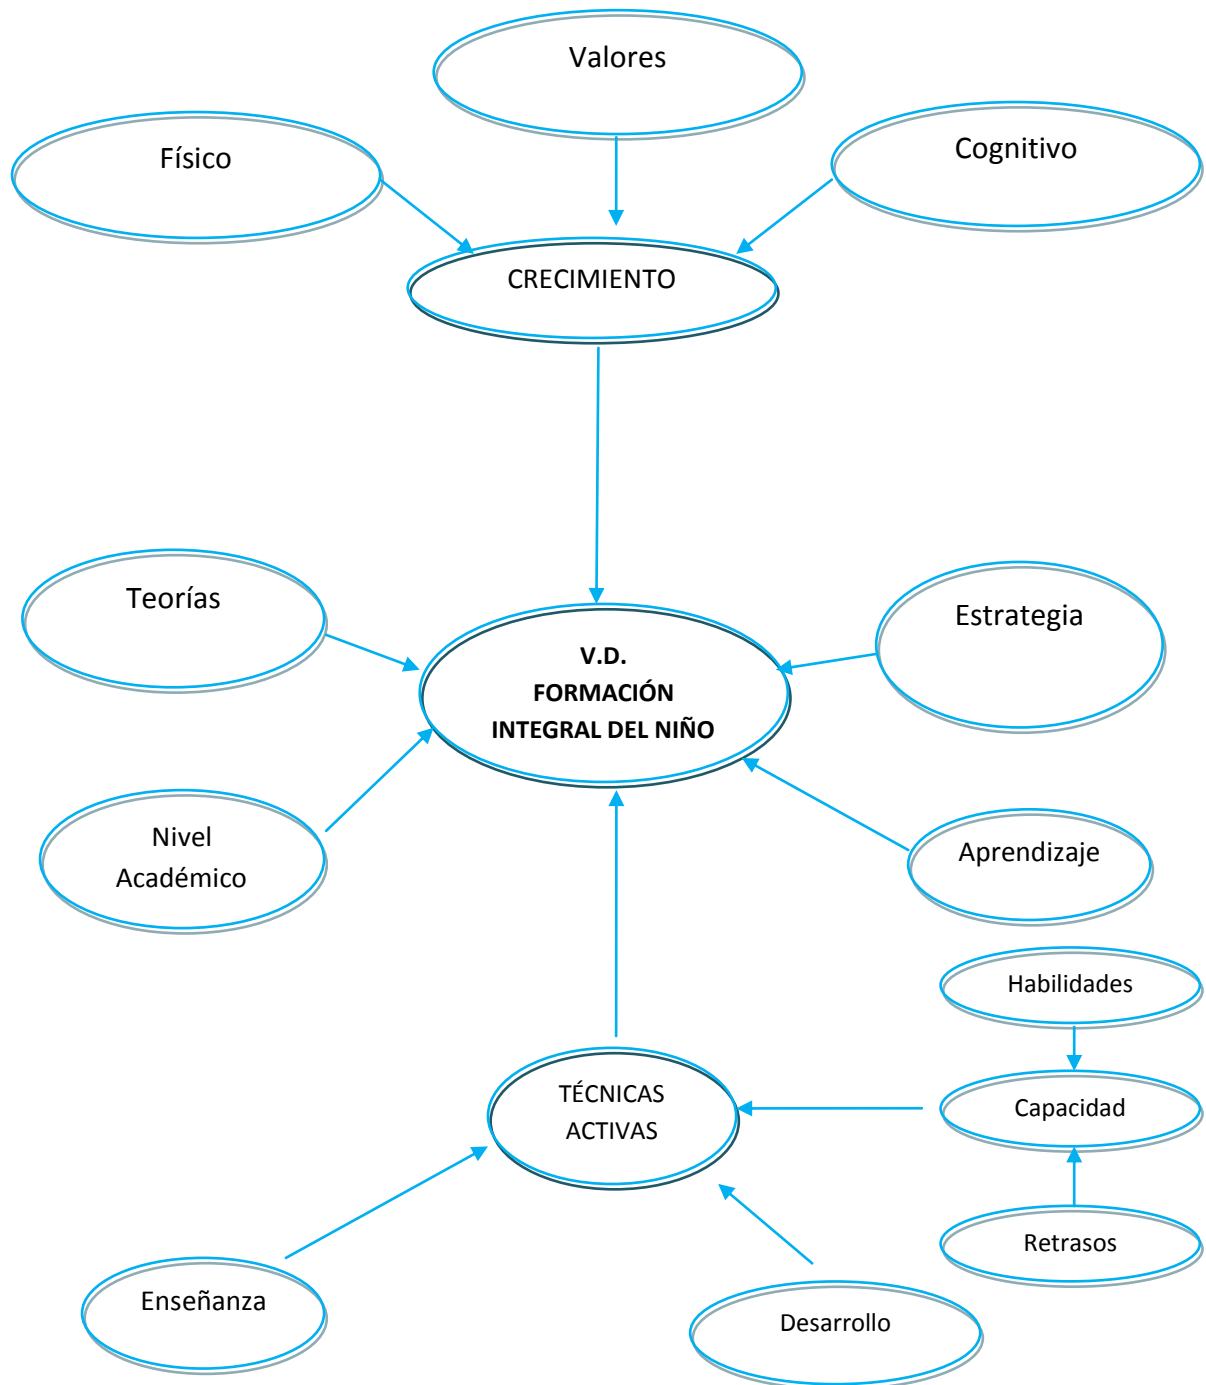 Valores
Físico
Cognitivo
CRECIMIENTO
Teorías
Estrategia
V.D.
FORMACIÓN
INTEGRAL DEL NIÑO
Nivel
Académico
Aprendizaje
Habilidades
TÉCNICAS
ACTIVAS
Capacidad
Retrasos
Enseñanza
Desarrollo